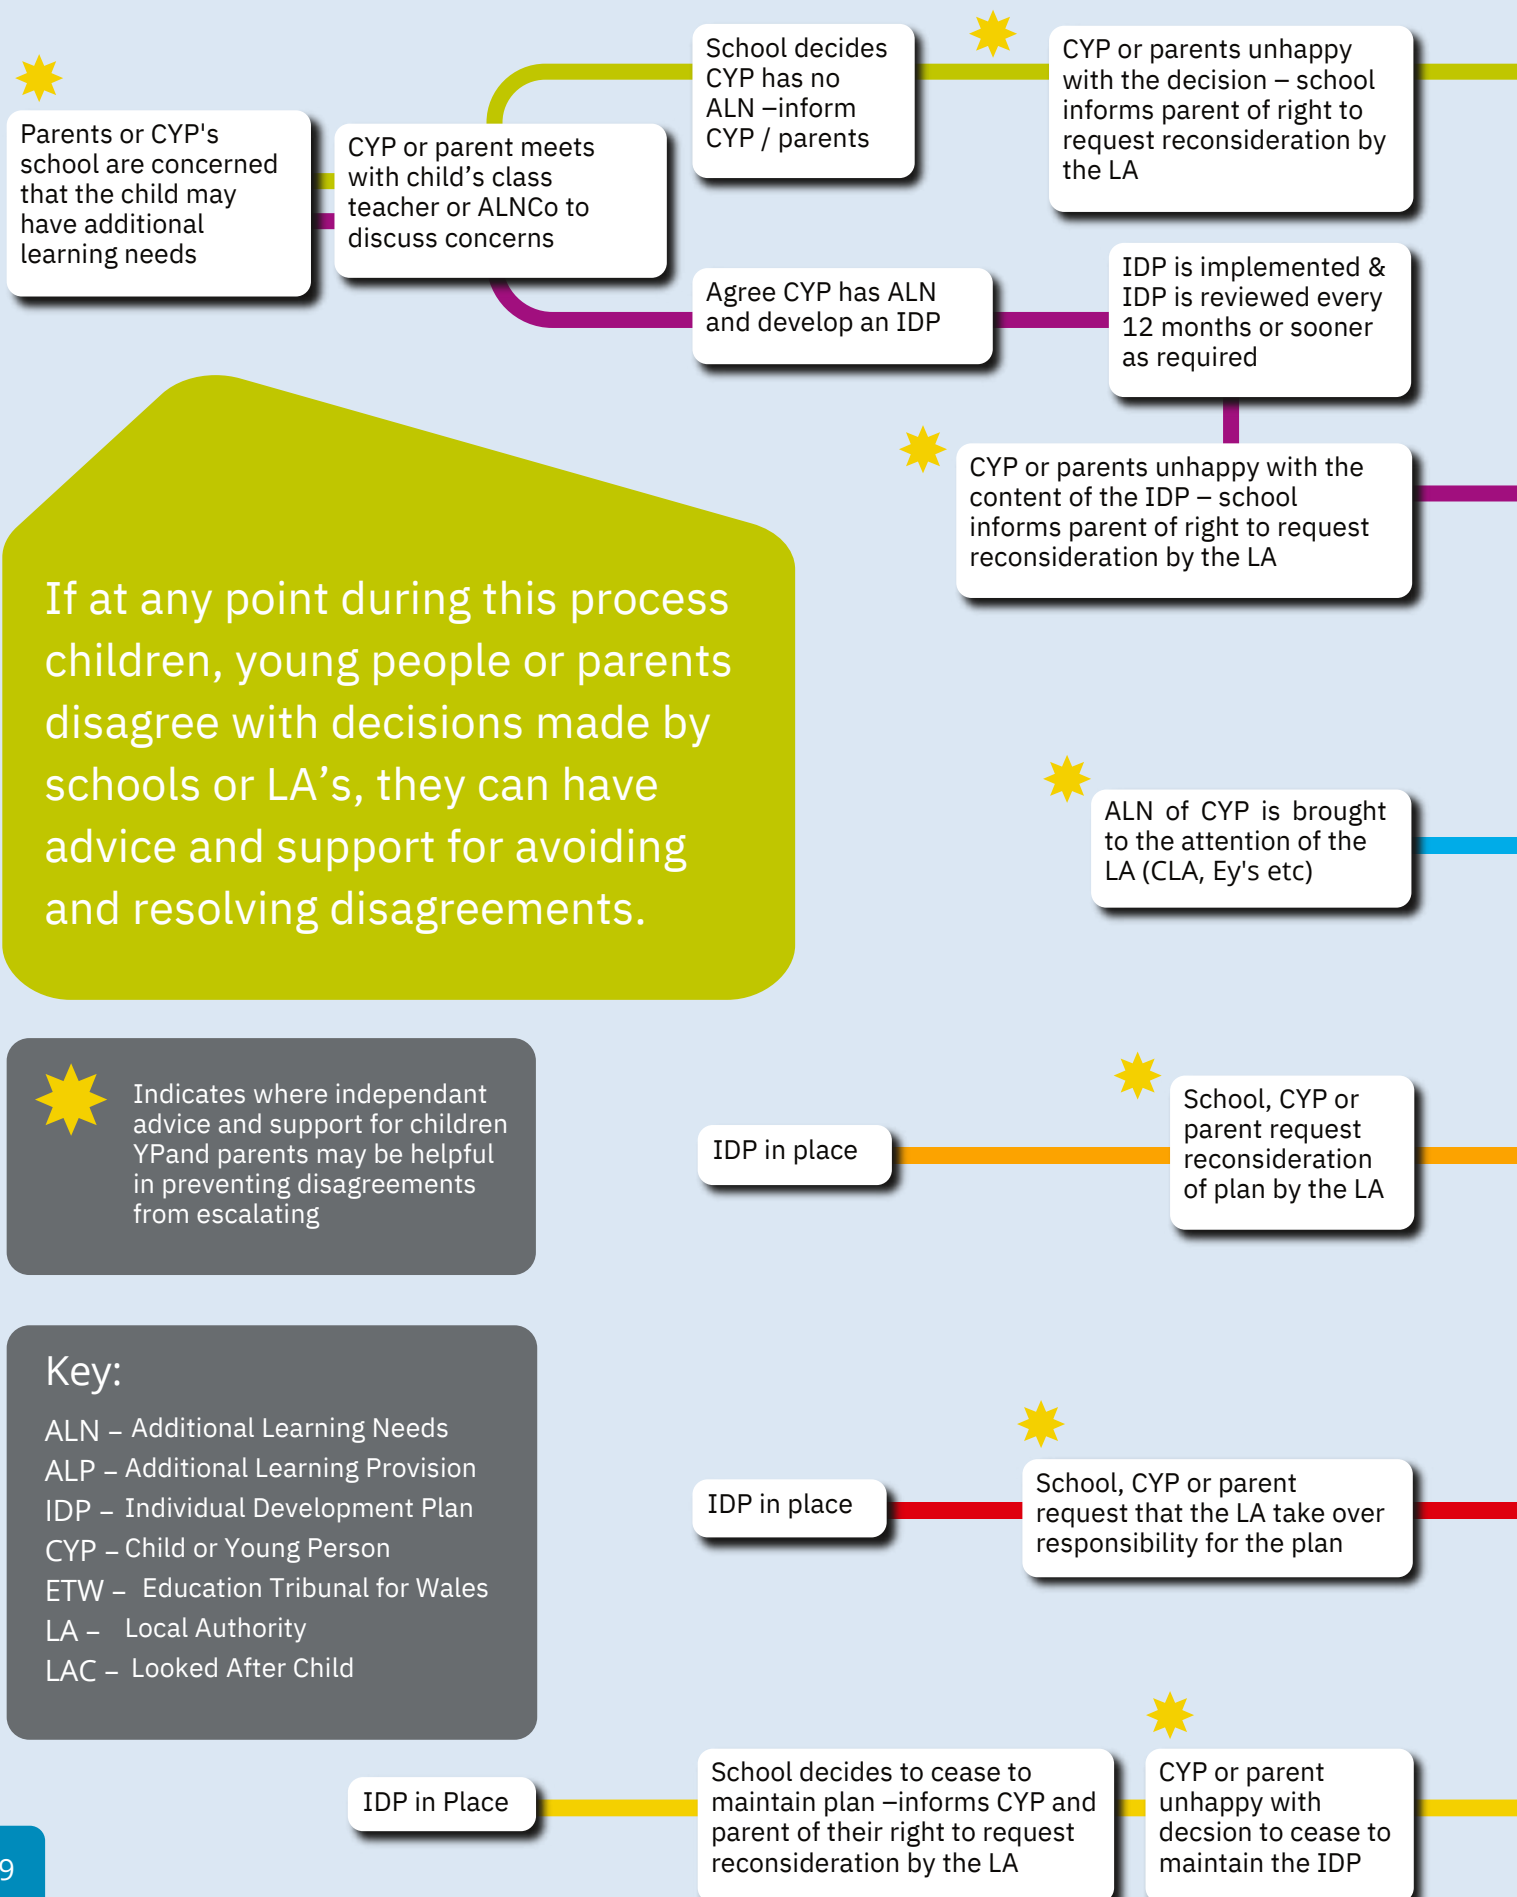 Parents or CYP's
school are concerned
that the child may
have additional
learning needs
CYP or parent meets
with child’s class
teacher or ALNCo to
discuss concerns
School decides
CYP has no
ALN –inform
CYP / parents
CYP or parents unhappy
with the decision – school
informs parent of right to
request reconsideration by
the LA
Agree CYP has ALN
and develop an IDP
IDP is implemented &
IDP is reviewed every
12 months or sooner
as required
CYP or parents unhappy with the
content of the IDP – school
informs parent of right to request
reconsideration by the LA
If at any point during this process
children, young people or parents
disagree with decisions made by
schools or LA’s, they can have
advice and support for avoiding
and resolving disagreements.
ALN of CYP is brought
to the attention of the
LA (CLA, Ey's etc)
Indicates where independant
advice and support for children
YPand parents may be helpful
in preventing disagreements
from escalating
IDP in place
School, CYP or
parent request
reconsideration
of plan by the LA
Key:
ALN – Additional Learning Needs
ALP – Additional Learning Provision
IDP – Individual Development Plan
CYP – Child or Young Person
ETW – Education Tribunal for Wales
LA – Local Authority
LAC – Looked After Child
IDP in place
School, CYP or parent
request that the LA take over
responsibility for the plan
IDP in Place
School decides to cease to
maintain plan –informs CYP and
parent of their right to request
reconsideration by the LA
CYP or parent
unhappy with
decsion to cease to
maintain the IDP
9